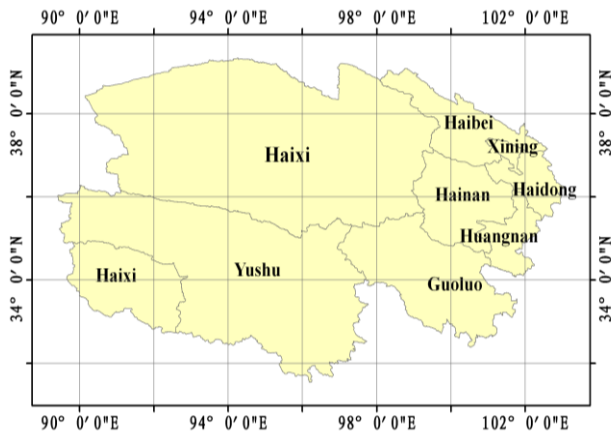 90° 0′ 0″E 94° 0′ 0″E 98° 0′ 0″E 102° 0′ 0″E
38° 0′ 0″N
38° 0′ 0″N
Haibei
Xining
Haixi
Haidong
Hainan
Huangnan
Haixi
Yushu
Guoluo
34° 0′ 0″N
34° 0′ 0″N
90° 0′ 0″E 94° 0′ 0″E 98° 0′ 0″E 102° 0′ 0″E